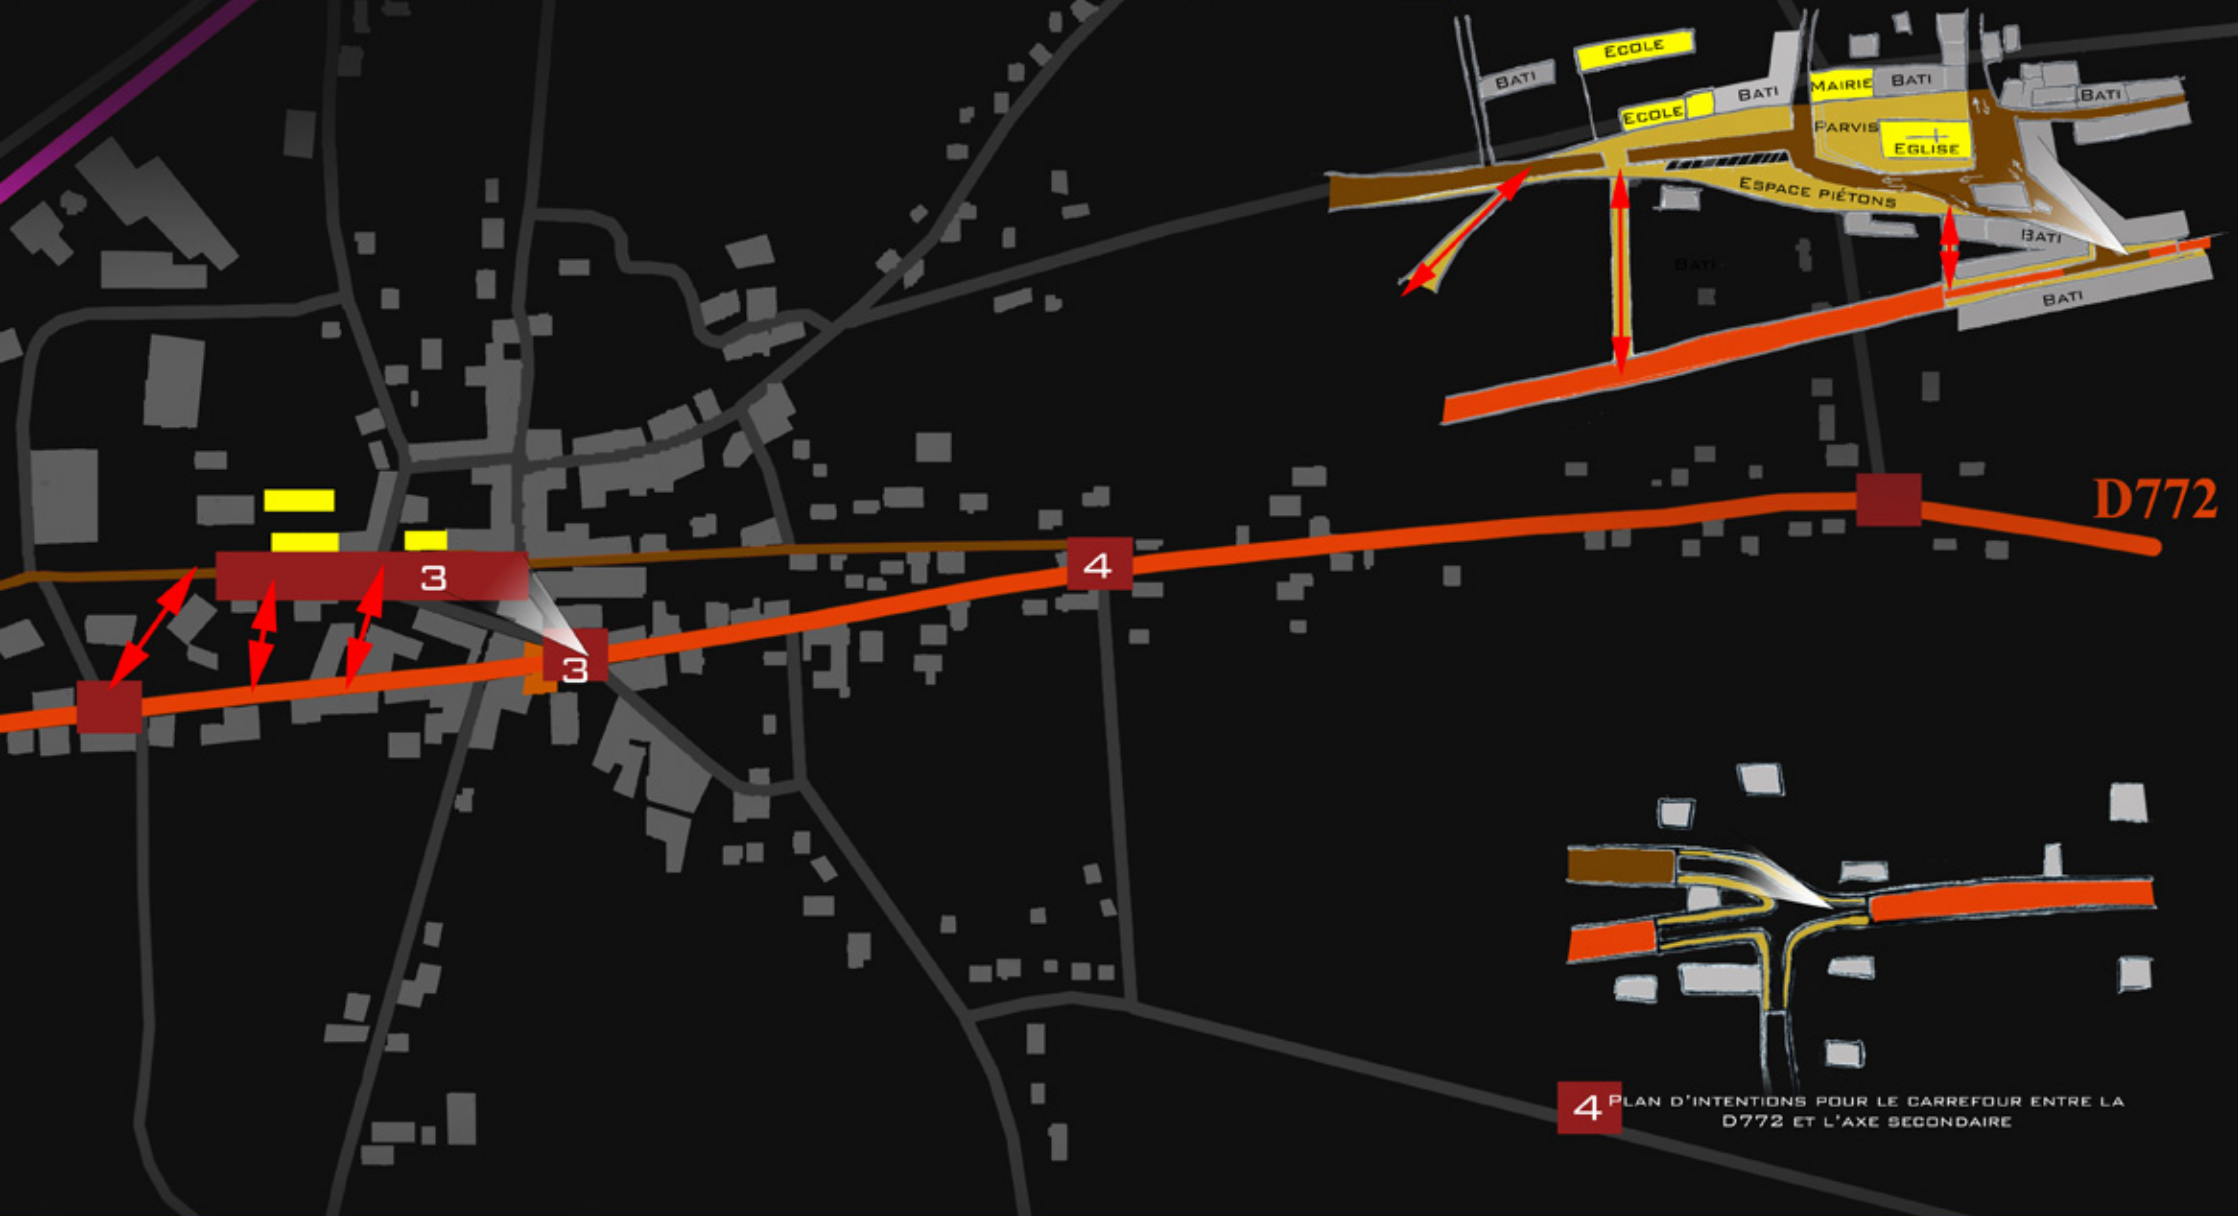 ECOLE
BATI
ECOLE
BATI
MAIRIE
BATI
BATI
PARVIS
EGLISE
ESPACE PIÉTONS
BATI
BATI
BATI
D772
3
4
3
4 PLAN D'INTENTIONS POUR LE CARREFOUR ENTRE LA
D772 ET L'AXE SECONDAIRE